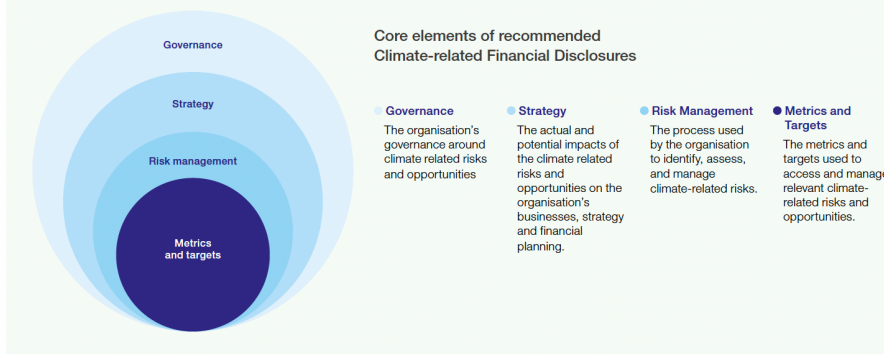 Governance
Strategy
Risk management
Metrics
and targets
Core elements of recommended
Climate-related Financial Disclosures
Governance
The organisation's
governance around
climate related risks
and opportunities
Strategy
The actual and
potential impacts of
the climate related
risks and
opportunities on the
organisation's
businesses, strategy
and financial
planning.
Risk Management
The process used
by the organisation
to identify, assess,
and manage
climate-related risks.
Metrics and
Targets
The metrics and
targets used to
access and manage
relevant climate-
related risks and
opportunities.